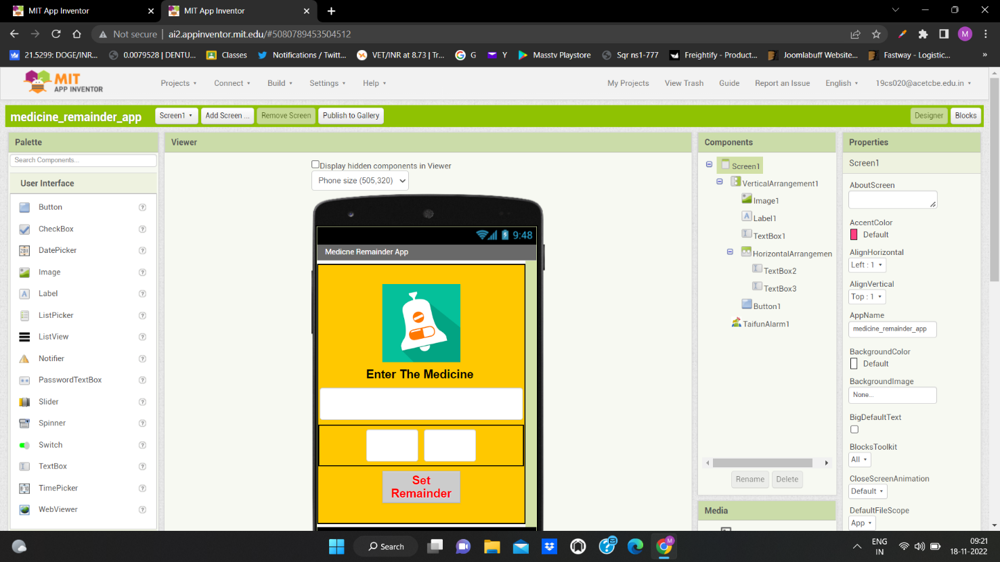 MIT App Inventor
MIT App Inventor
Not secure
ai2.appinventor.mit.edu/#5080789453504512
M
21.5299: DOGE/INR...
0.0079528 | DENTU...
Classes
Notifications / Twitt...
VET/INR at 8.73 | Tr...
G
Y
Masstv Playstore
Sqr ns1-777
Freightify - Product...
Joomlabuff Website...
Fastway - Logistic...
»
MIT
APP INVENTOR
Projects
Connect
Build
Settings
Help
My Projects
View Trash
Guide
Report an Issue
English
19cs020@acetcbe.edu.in
medicine_remainder_app
Screen1
Add Screen ...
Remove Screen
Publish to Gallery
Designer
Blocks
Palette
Search Components...
User Interface
Button
CheckBox
DatePicker
Image
Label
ListPicker
ListView
Notifier
PasswordTextBox
Slider
Spinner
Switch
TextBox
TimePicker
WebViewer
Viewer
Display hidden components in Viewer
Phone size (505,320)
9:48
Medicne Remainder App
Enter The Medicine
Set
Remainder
Components
Screen1
VerticalArrangement1
Image1
Label1
TextBox1
HorizontalArrangemen
TextBox2
TextBox3
Button1
TaifunAlarm1
Rename
Delete
Media
Properties
Screen1
AboutScreen
AccentColor
Default
AlignHorizontal
Left : 1
AlignVertical
Top : 1
AppName
medicine_remainder_app
BackgroundColor
Default
BackgroundImage
None...
BigDefaultText
BlocksToolkit
All
CloseScreenAnimation
Default
DefaultFileScope
App
Search
M
ENG
IN
09:21
18-11-2022